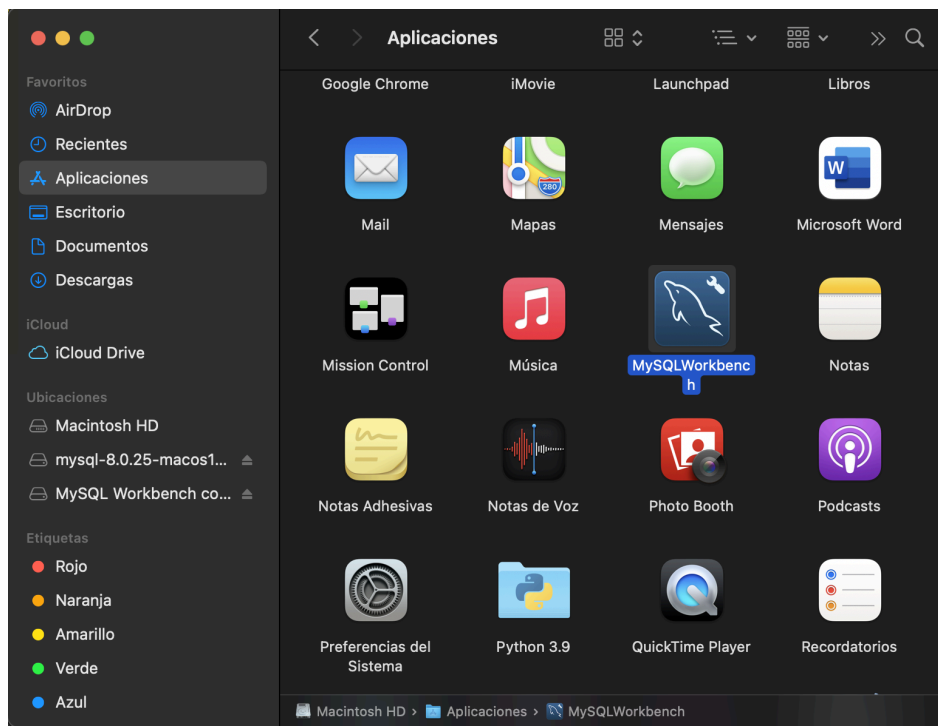 Aplicaciones
Favoritos
AirDrop
Recientes
Aplicaciones
Escritorio
Documentos
Descargas
iCloud
iCloud Drive
Ubicaciones
Macintosh HD
mysql-8.0.25-macos1...
MySQL Workbench co...
Etiquetas
Rojo
Naranja
Amarillo
Verde
Azul
Google Chrome
iMovie
Launchpad
Libros
280
W
Mail
Mapas
Mensajes
Microsoft Word
Mission Control
Música
MySQLWorkbenc
h
Notas
Notas Adhesivas
Notas de Voz
Photo Booth
Podcasts
Preferencias del
Sistema
Python 3.9
QuickTime Player
Recordatorios
Macintosh HD › Aplicaciones › MySQLWorkbench